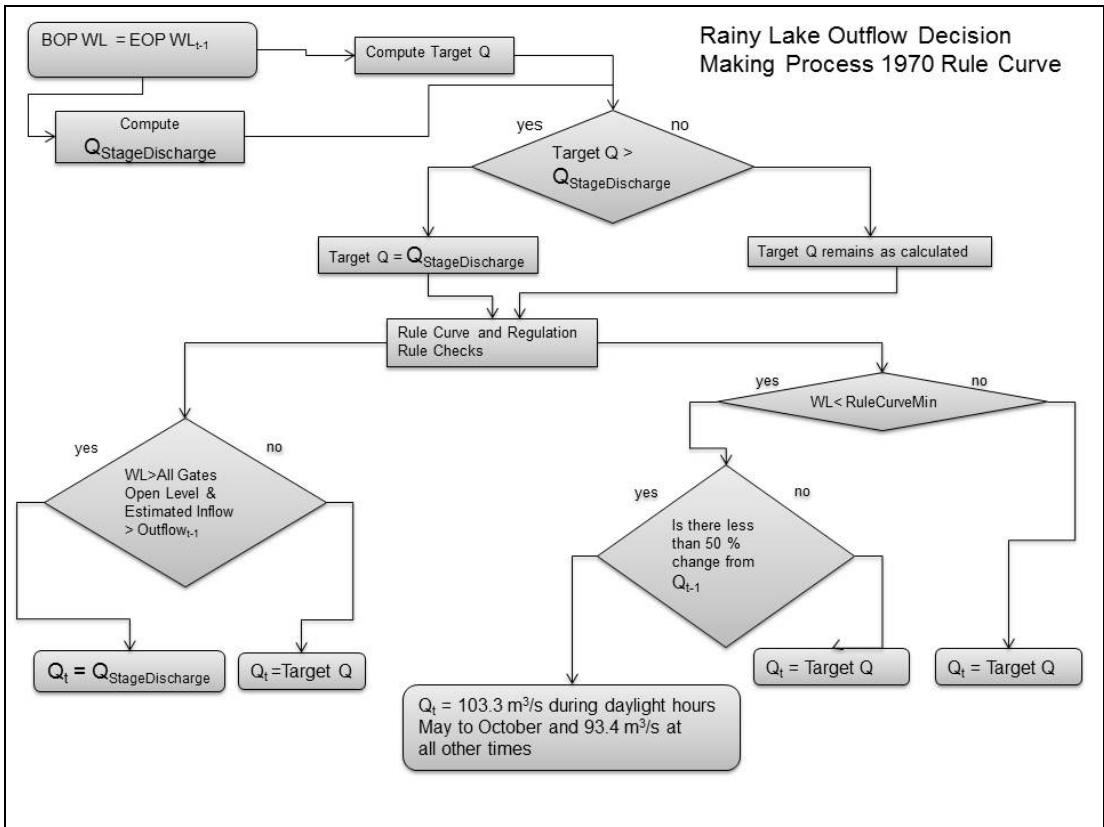 Rainy Lake Outflow Decision
Making Process 1970 Rule Curve
BOP WL = EOP WLt-1
Compute Target Q
Compute
QStageDischarge
yes
no
Target Q >
QStageDischarge
Target Q = QStageDischarge
Target Q remains as calculated
Rule Curve and Regulation
Rule Checks
yes
no
WL< RuleCurveMin
yes
no
WL>All Gates
Open Level &
Estimated Inflow
> Outflowt-1
yes
no
Is there less
than 50 %
change from
Qt-1
Qt = QStageDischarge
Qt =Target Q
Qt = Target Q
Qt = Target Q
Qt = 103.3 m³/s during daylight hours
May to October and 93.4 m³/s at
all other times